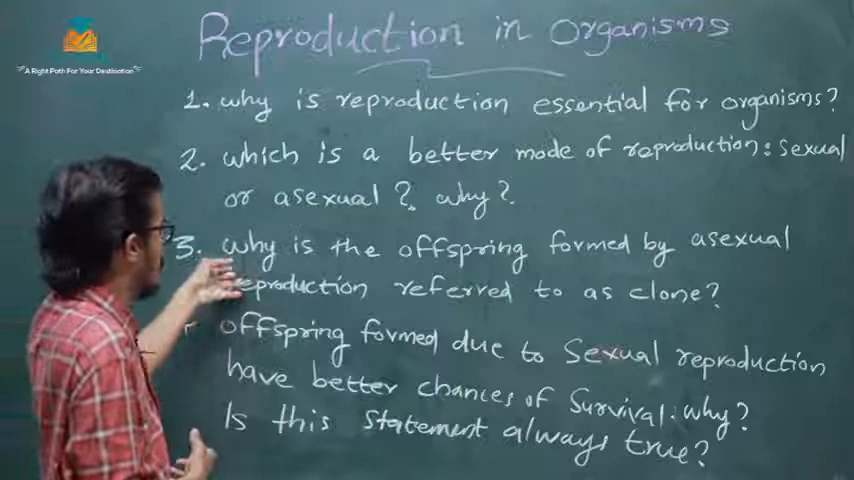 A Right Path For Your Destination
Reproduction in Organisms
1. why is reproduction essential for organisms?
2. which is a better mode of reproduction: sexual
or asexual? why?
3. why is the offspring formed by asexual
reproduction referred to as clone?
offspring formed due to Sexual reproduction
have better chances of Survival. why?
Is this statement always true?